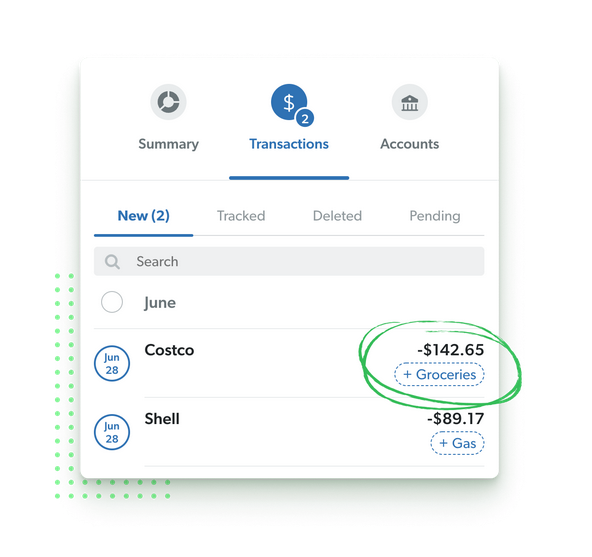 $
2
Summary
Transactions
Accounts
New (2)
Tracked
Deleted
Pending
Search
June
Jun
28
Costco
-$142.65
+ Groceries
Jun
28
Shell
-$89.17
+ Gas